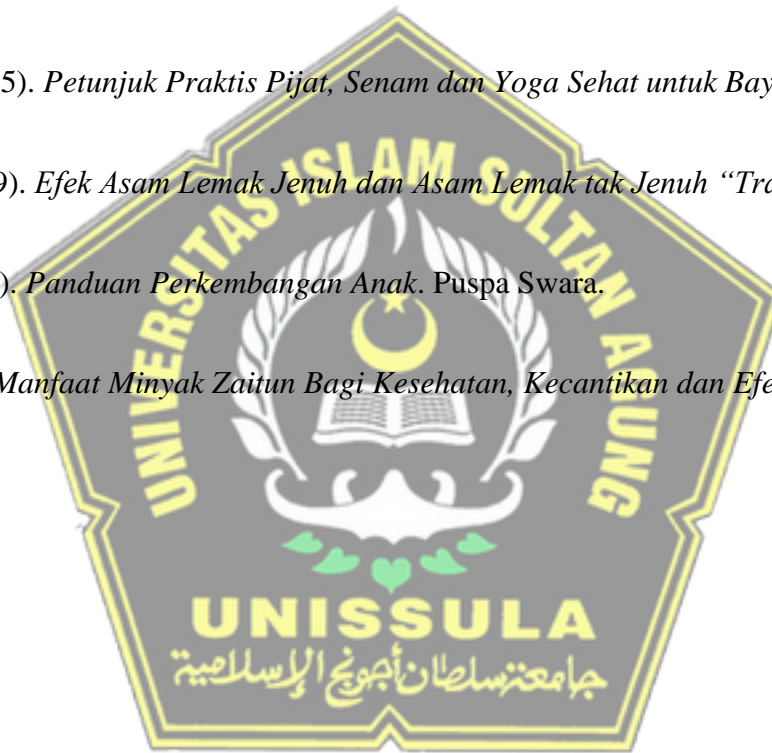 5). Petunjuk Praktis Pijat, Senam dan Yoga Sehat untuk Bay
9). Efek Asam Lemak Jenuh dan Asam Lemak tak Jenuh “Tra
). Panduan Perkembangan Anak. Puspa Swara.
Manfaat Minyak Zaitun Bagi Kesehatan, Kecantikan dan Efe
UNIVERSITAS ISLAM SULTAN AGUNG
UNISSULA
جامعتنسلطان أجونج الإسلامية